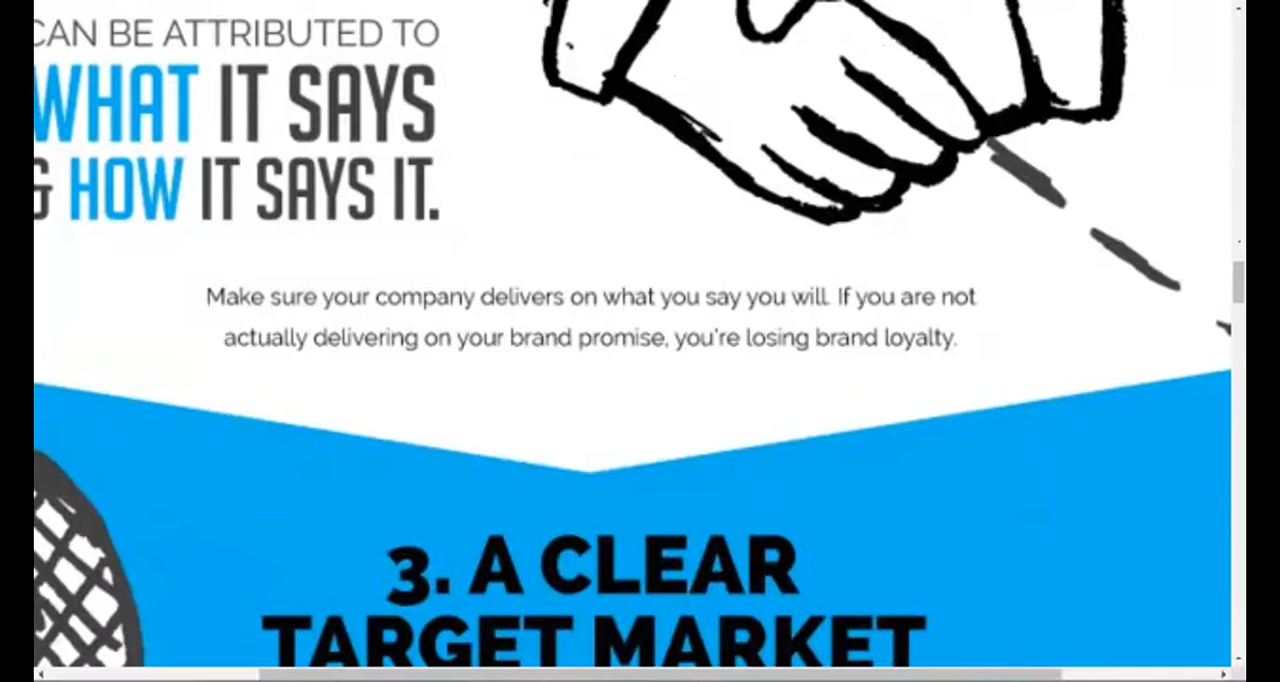 CAN BE ATTRIBUTED TO
WHAT IT SAYS
& HOW IT SAYS IT.
Make sure your company delivers on what you say you will. If you are not
actually delivering on your brand promise, you're losing brand loyalty.
3. A CLEAR
TARGET MARKET